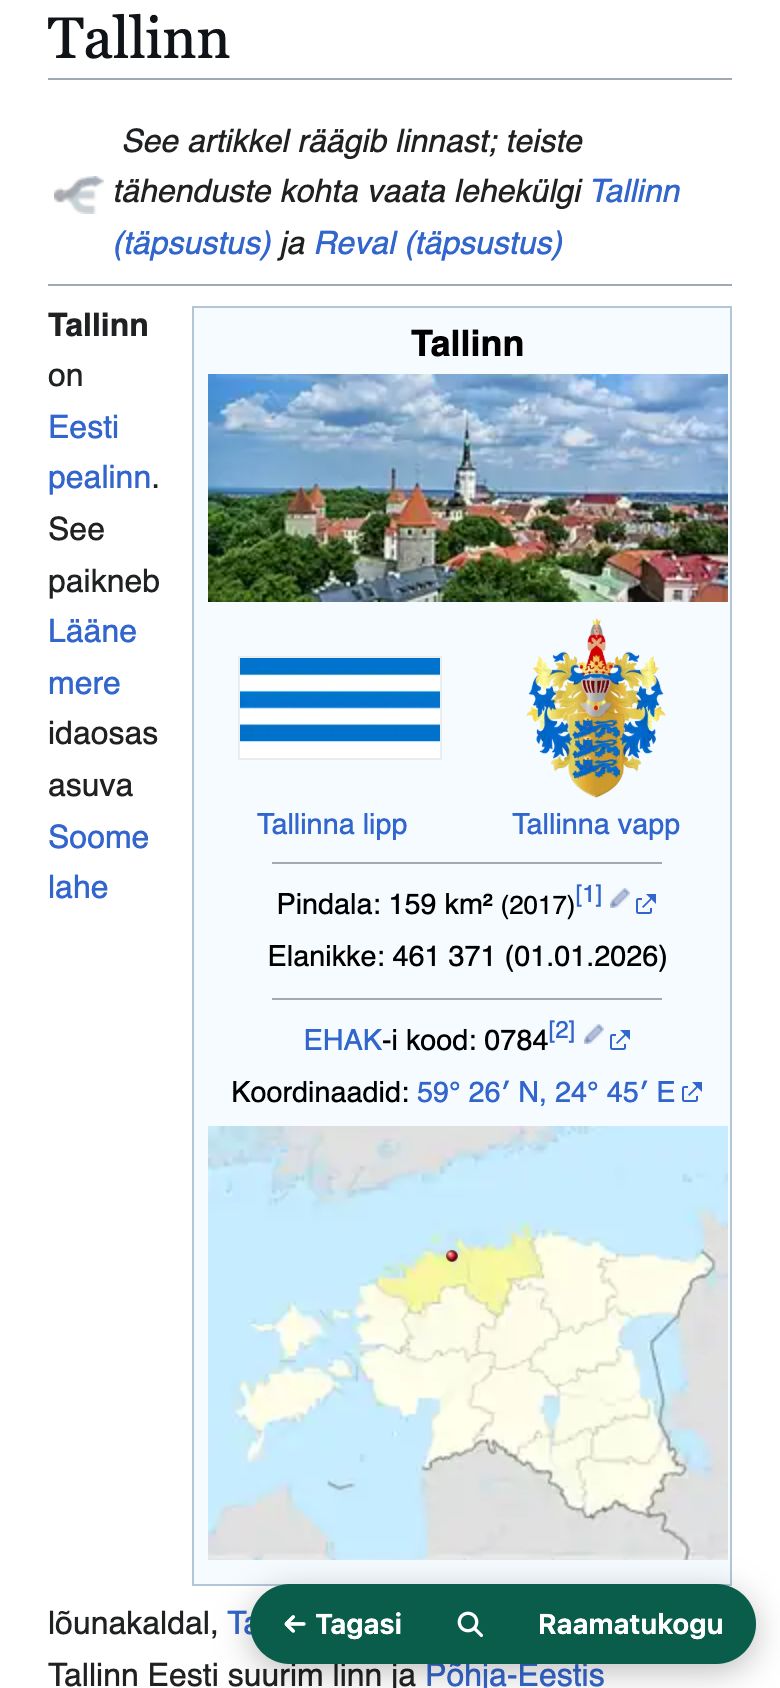 Tallinn
See artikkel räägib linnast; teiste
tähenduste kohta vaata lehekülgi Tallinn
(täpsustus) ja Reval (täpsustus)
Tallinn
on
Eesti
pealinn.
See
paikneb
Lääne
mere
idaosas
asuva
Soome
lahe
Tallinn
Tallinna lipp
Tallinna vapp
Pindala: 159 km² (2017)[1]
Elanikke: 461 371 (01.01.2026)
EHAK-i kood: 0784[2]
Koordinaadid: 59° 26′ N, 24° 45′ E
lõunakaldal,
← Tagasi
Raamatukogu
Tallinn Eesti suurim linn ja Põhja-Eestis